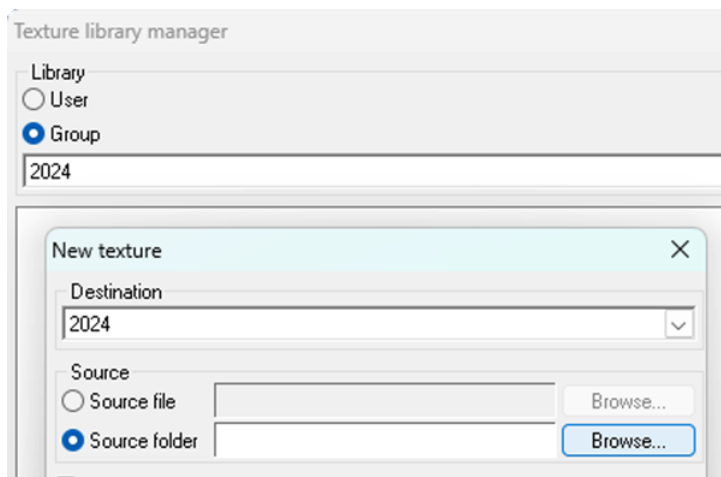 Texture library manager
Library
User
Group
2024
New texture
Destination
2024
Source
Source file Browse...
Source folder Browse...